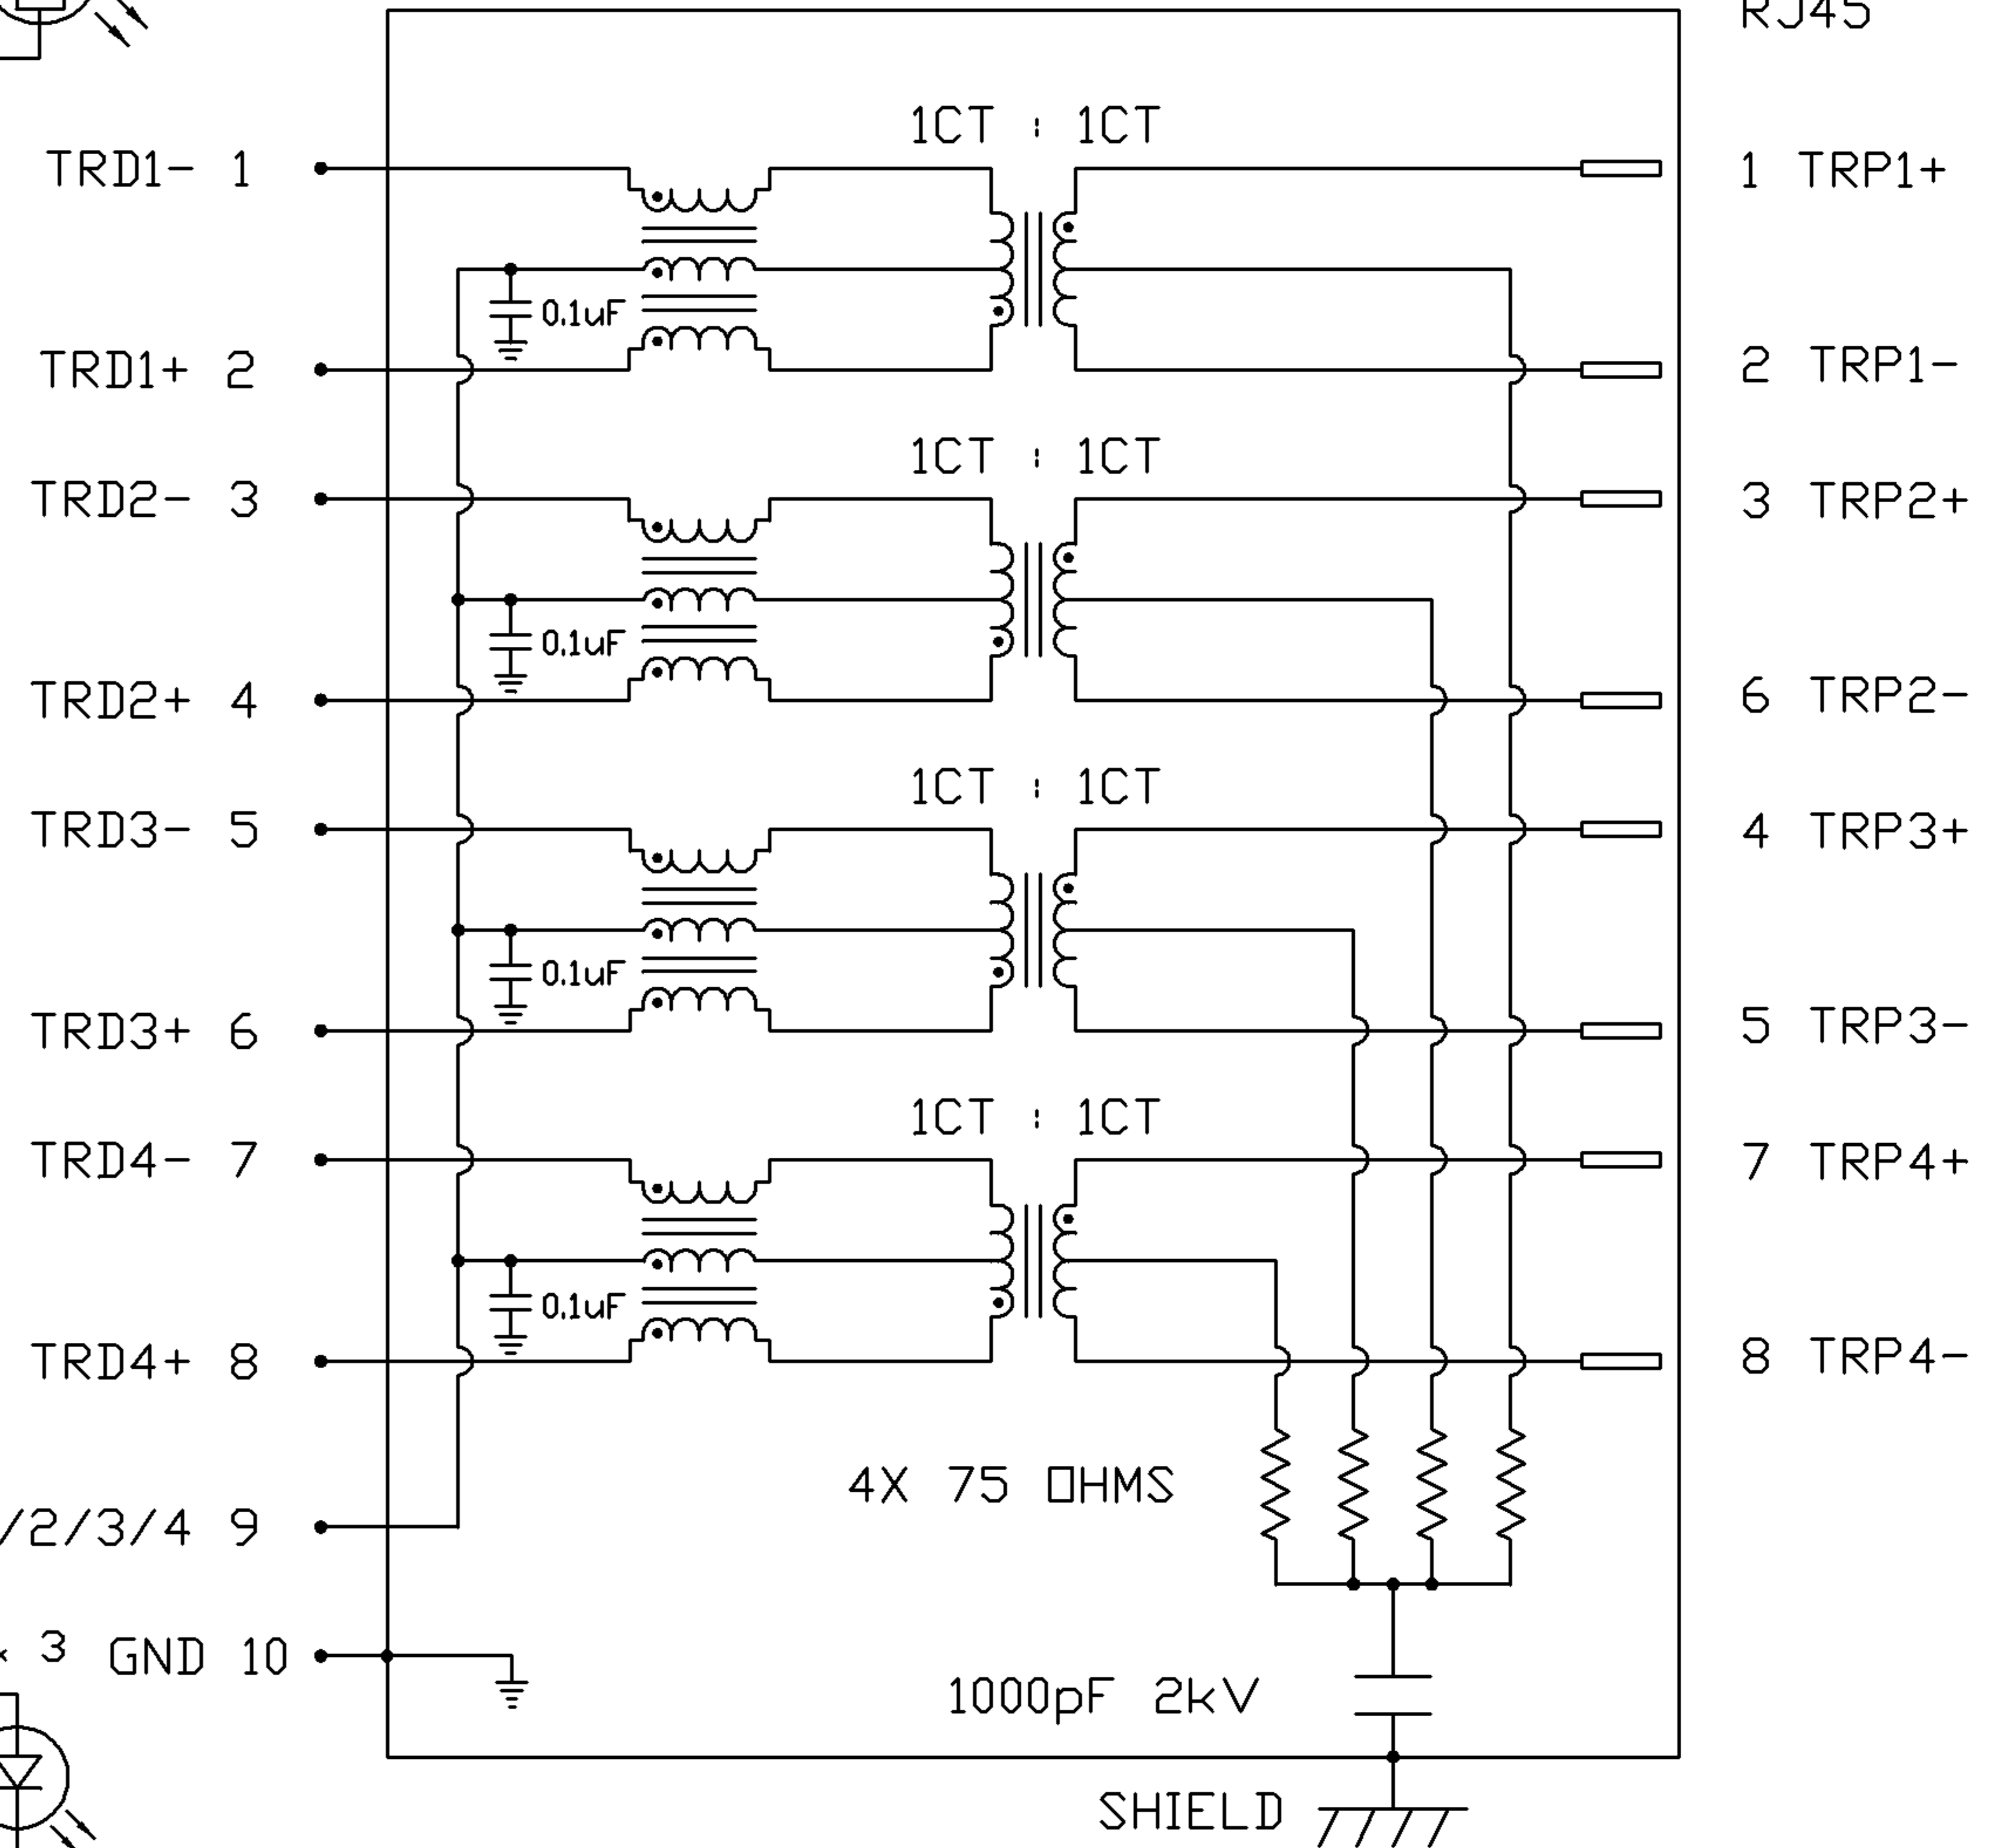 RJ45
1CT : 1CT
TRD1- 1
1 TRP1+
0.1uF
TRD1+ 2
2 TRP1-
1CT : 1CT
TRD2- 3
3 TRP2+
0.1uF
TRD2+ 4
6 TRP2-
1CT : 1CT
TRD3- 5
4 TRP3+
0.1uF
TRD3+ 6
5 TRP3-
1CT : 1CT
TRD4- 7
7 TRP4+
0.1uF
TRD4+ 8
8 TRP4-
4X 75 OHMS
/2/3/4 9
3 GND 10
1000pF 2kV
SHIELD